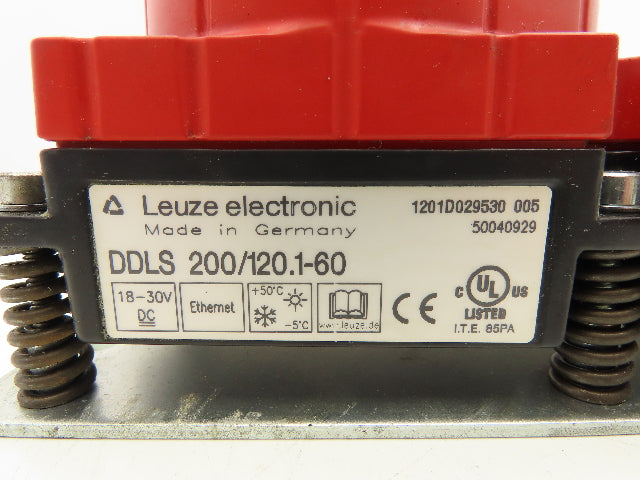 Leuze electronic
Made in Germany
1201D029530 005
50040929
DDLS 200/120.1-60
18-30V
DC
Ethernet
+50°C
-5°C
www.leuze.de
CE
C UL US
LISTED
I.T.E. 85PA